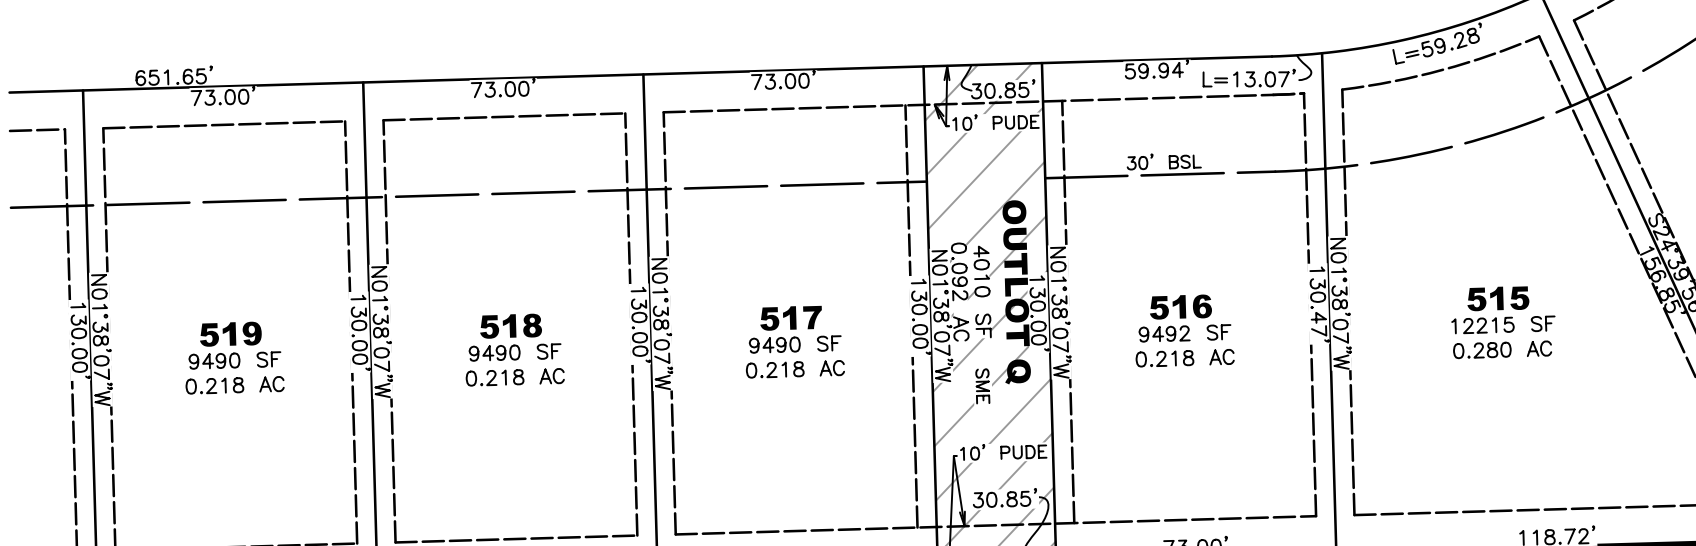 651.65'
73.00'
73.00'
73.00'
30.85'
59.94'
L=13.07'
L=59.28'
10' PUDE
30' BSL
N01°38'07"W
130.00'
519
9490 SF
0.218 AC
N01°38'07"W
130.00'
518
9490 SF
0.218 AC
N01°38'07"W
130.00'
517
9490 SF
0.218 AC
N01°38'07"W
130.00'
OUTLOT Q
4010 SF SME
0.092 AC
N01°38'07"W
130.00'
516
9492 SF
0.218 AC
N01°38'07"W
130.47'
515
12215 SF
0.280 AC
S24°39'56
156.85'
10' PUDE
30.85'
73.00'
118.72'